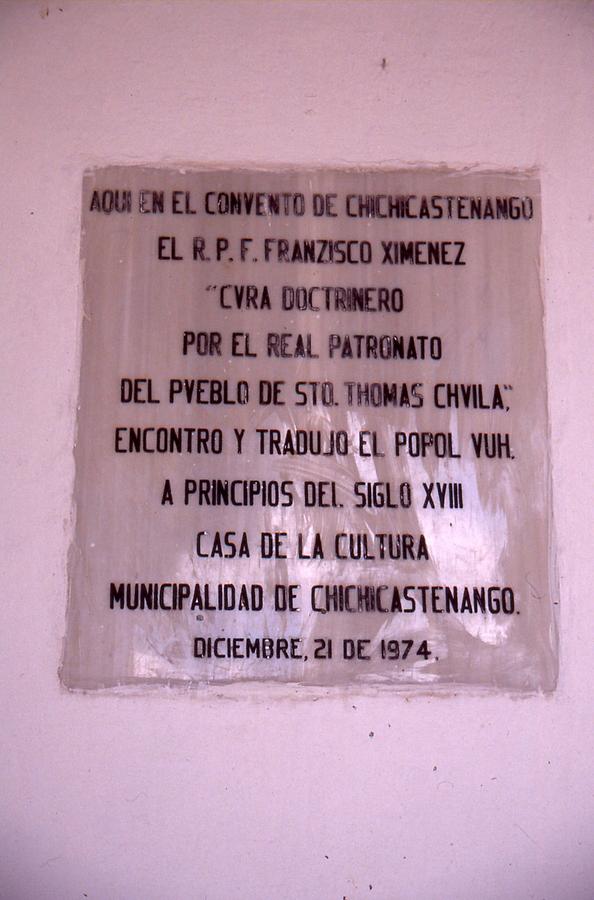 AQUI EN EL CONVENTO DE CHICHICASTENANGO
EL R. P. F. FRANZISCO XIMENEZ
"CVRA DOCTRINERO
POR EL REAL PATRONATO
DEL PVEBLO DE STO. THOMAS CHVILA",
ENCONTRO Y TRADUJO EL POPOL VUH.
A PRINCIPIOS DEL SIGLO XVIII
CASA DE LA CULTURA
MUNICIPALIDAD DE CHICHICASTENANGO.
DICIEMBRE, 21 DE 1974.